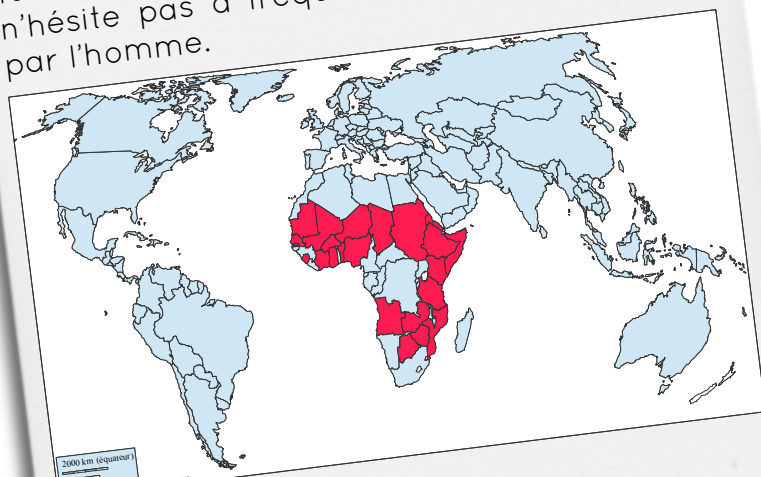 n'hésite pas à fréqu
par l'homme.
2000 km (équateur)